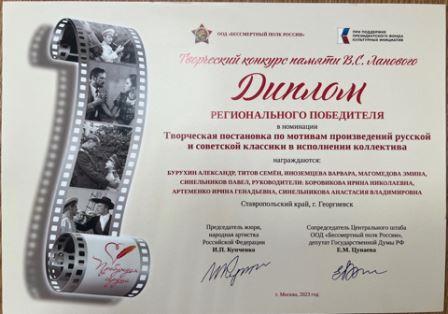 ООД «БЕССМЕРТНЫЙ ПОЛК РОССИИ»
ПРИ ПОДДЕРЖКЕ
ПРЕЗИДЕНТСКОГО ФОНДА
КУЛЬТУРНЫХ ИНИЦИАТИВ
Творческий конкурс памяти В.С. Ланового
Диплом
РЕГИОНАЛЬНОГО ПОБЕДИТЕЛЯ
в номинации
Творческая постановка по мотивам произведений русской
и советской классики в исполнении коллектива
награждаются:
БУРУХИН АЛЕКСАНДР, ТИТОВ СЕМЁН, ИНОЗЕМЦЕВА ВАРВАРА, МАГОМЕДОВА ЭМИНА,
СИНЕЛЬНИКОВ ПАВЕЛ, РУКОВОДИТЕЛИ: БОРОВИКОВА ИРИНА НИКОЛАЕВНА,
АРТЕМЕНКО ИРИНА ГЕНАДЬЕВНА, СИНЕЛЬНИКОВА АНАСТАСИЯ ВЛАДИМИРОВНА
Ставропольский край, г. Георгиевск
Председатель жюри,
народная артистка
Российской Федерации
И.П. Купченко
Сопредседатель Центрального штаба
ООД «Бессмертный полк России»,
депутат Государственной Думы РФ
Е.М. Цунаева
г. Москва, 2023 год